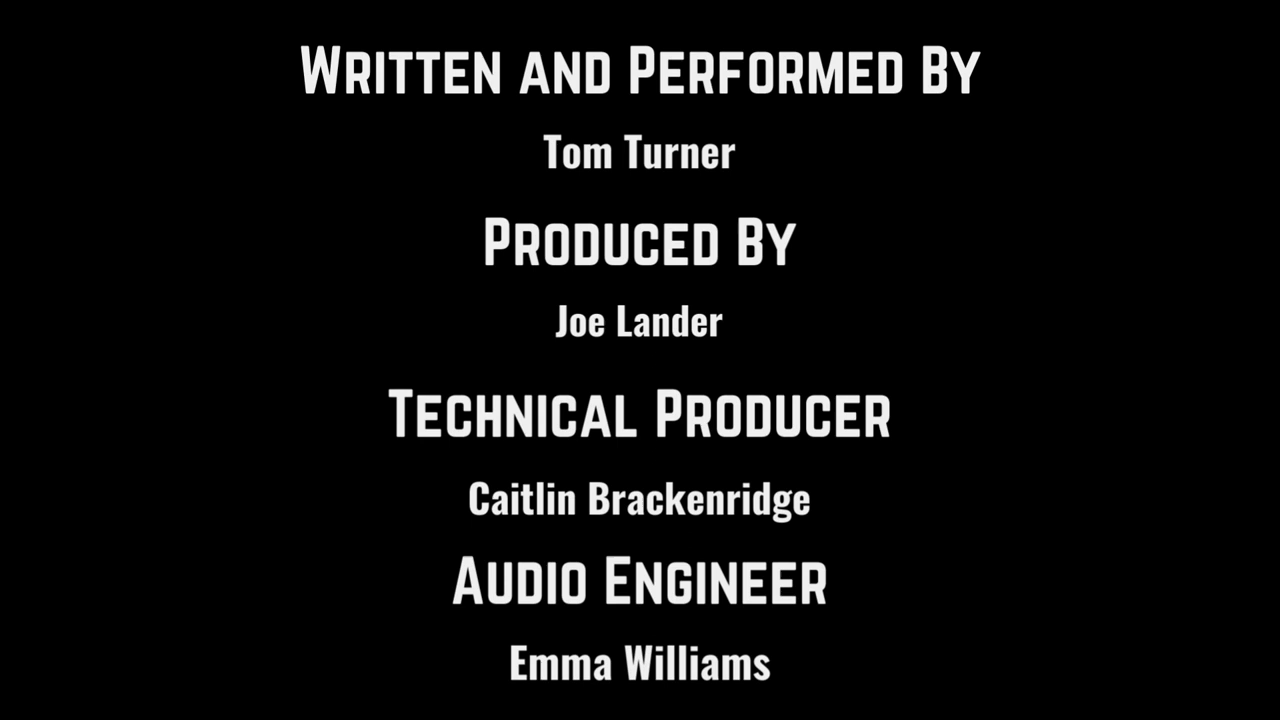 Written and Performed By
Tom Turner
Produced By
Joe Lander
Technical Producer
Caitlin Brackenridge
Audio Engineer
Emma Williams